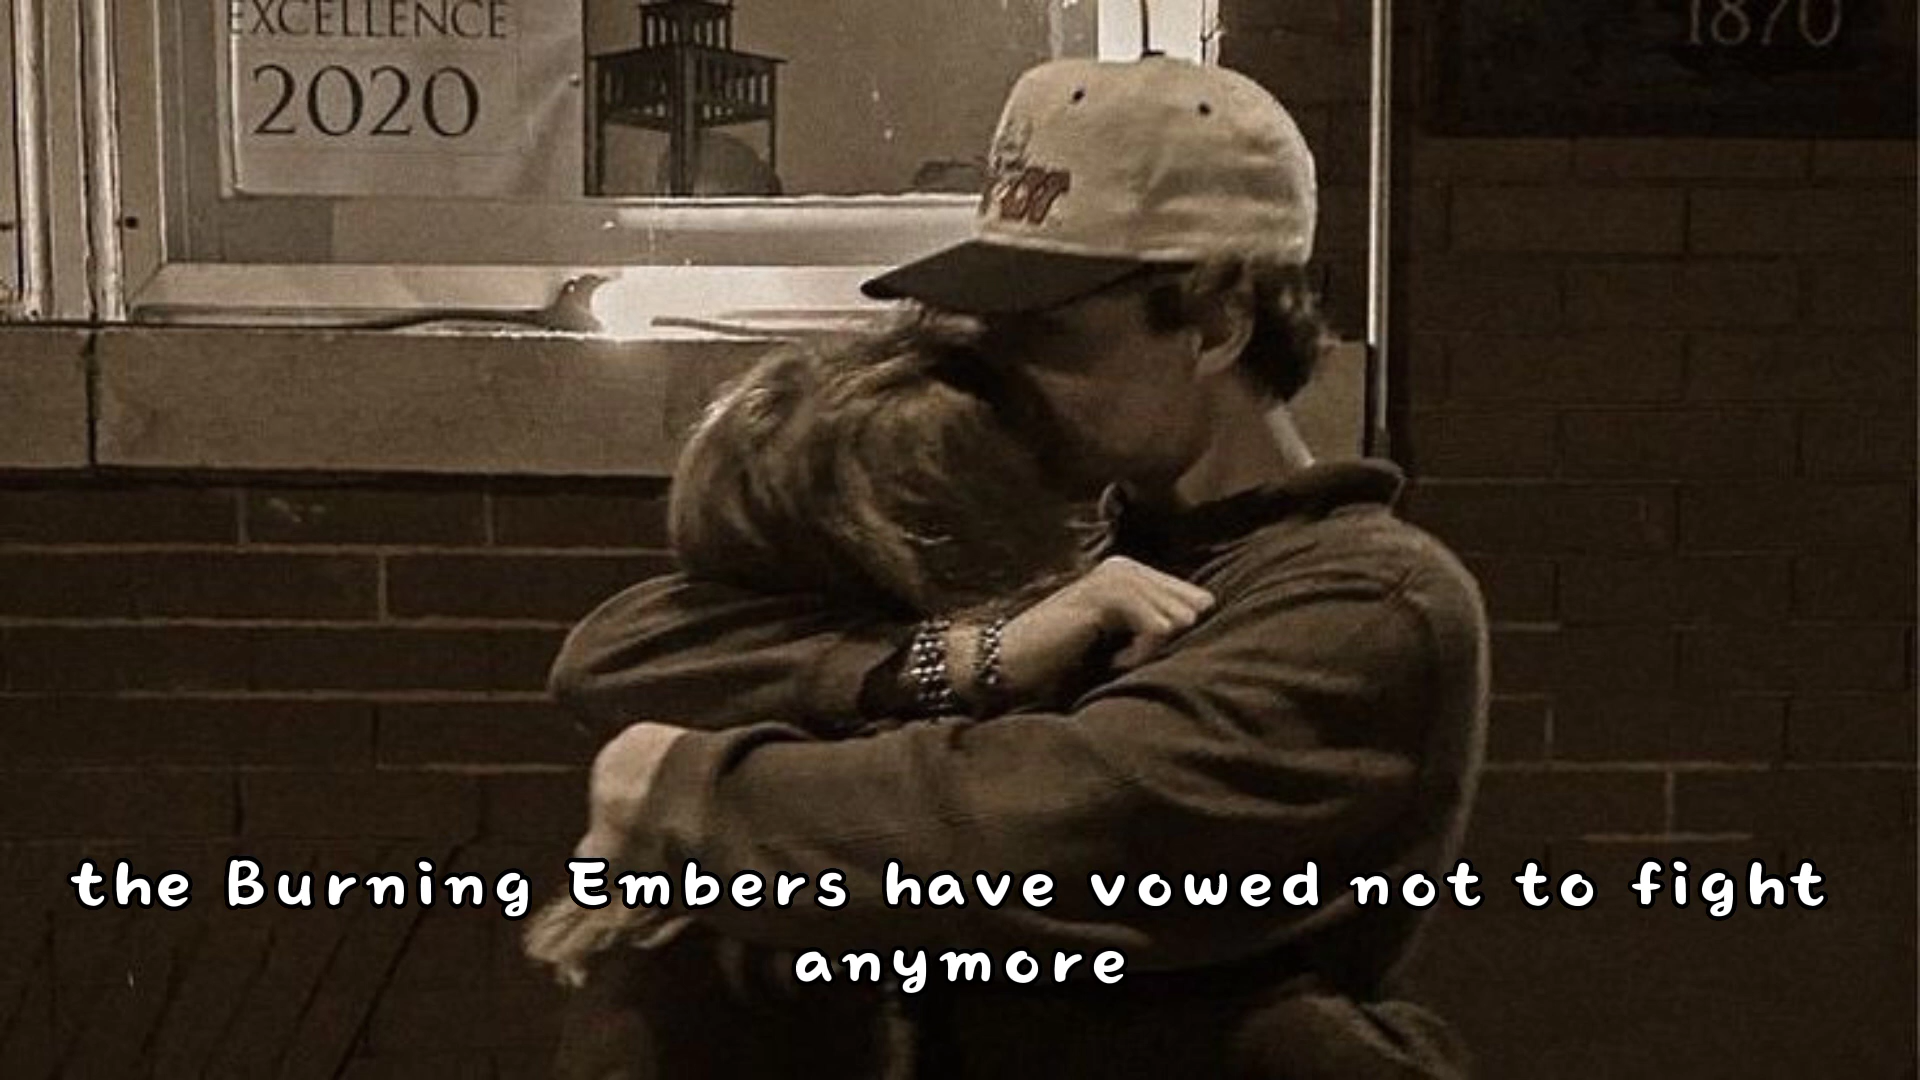 EXCELLENCE
2020
1870
the Burning Embers have vowed not to fight
anymore